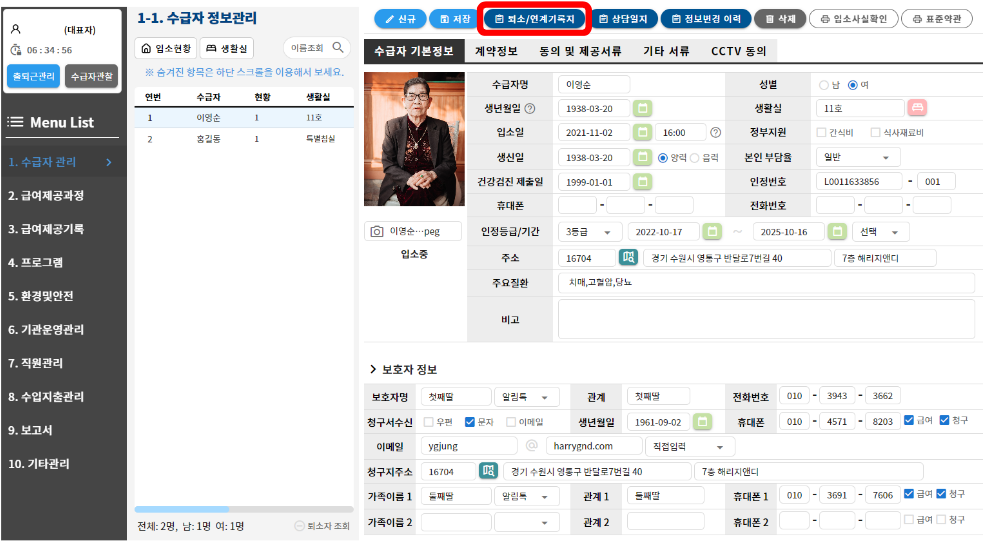 (대표자)
06 : 34 : 56
출퇴근관리 수급자관찰
Menu List
1. 수급자 관리
2. 급여제공과정
3. 급여제공기록
4. 프로그램
5. 환경및안전
6. 기관운영관리
7. 직원관리
8. 수입지출관리
9. 보고서
10. 기타관리
1-1. 수급자 정보관리
입소현황 생활실 이름조회
※ 숨겨진 항목은 하단 스크롤을 이용해서 보세요.
연번 수급자 현황 생활실
1 이영순 1 11호
2 홍길동 1 특별침실
전체: 2명, 남: 1명 여: 1명 퇴소자 조회
신규 저장 퇴소/연계기록지 상담일지 정보변경 이력 삭제 입소사실확인 표준약관
수급자 기본정보 계약정보 동의 및 제공서류 기타 서류 CCTV 동의
이영순···peg
입소중
수급자명 이영순 성별 남 여
생년월일 1938-03-20 생활실 11호
입소일 2021-11-02 16:00 정부지원 간식비 식사재료비
생신일 1938-03-20 양력 음력 본인 부담율 일반
건강검진 제출일 1999-01-01 인정번호 L0011633856 - 001
휴대폰 - - 전화번호 - -
인정등급/기간 3등급 2022-10-17 ~ 2025-10-16 선택
주소 16704 경기 수원시 영통구 반달로7번길 40 7층 해리지앤디
주요질환 치매,고혈압,당뇨
비고
보호자 정보
보호자명 첫째딸 알림톡 관계 첫째딸 전화번호 010 - 3943 - 3662
청구서수신 우편 문자 이메일 생년월일 1961-09-02 휴대폰 010 - 4571 - 8203 급여 청구
이메일 ygjung @ harrygnd.com 직접입력
청구지주소 16704 경기 수원시 영통구 반달로7번길 40 7층 해리지앤디
가족이름 1 둘째딸 알림톡 관계 1 둘째딸 휴대폰 1 010 - 3691 - 7606 급여 청구
가족이름 2 관계 2 휴대폰 2 - - 급여 청구